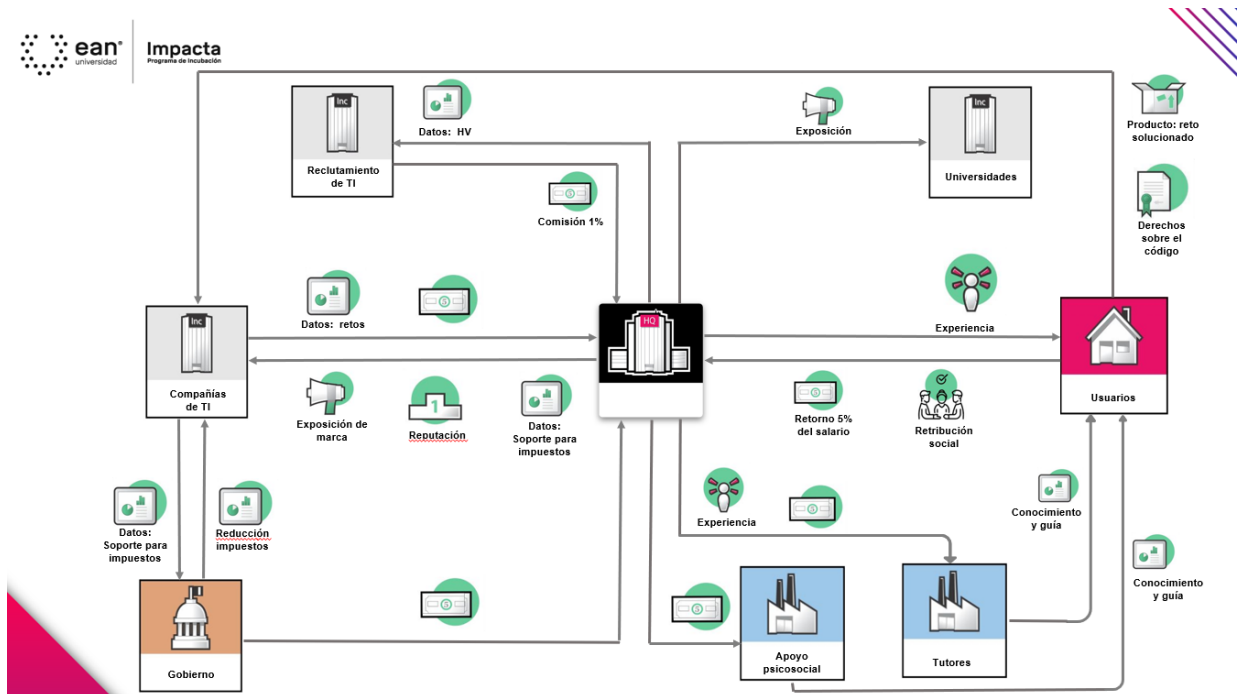 ean®
universidad
Impacta
Programa de Incubación
Inc
Reclutamiento
de TI
Datos: HV
Comisión 1%
Exposición
Inc
Universidades
Producto: reto
solucionado
Derechos
sobre el
código
Inc
Compañías
de TI
Datos: retos
$
HQ
Experiencia
Usuarios
Exposición de
marca
1
Reputación
Datos:
Soporte para
impuestos
Retorno 5%
del salario
Retribución
social
Datos:
Soporte para
impuestos
Reducción
impuestos
Experiencia
Conocimiento
y guía
Conocimiento
y guía
Gobierno
Apoyo
psicosocial
Tutores